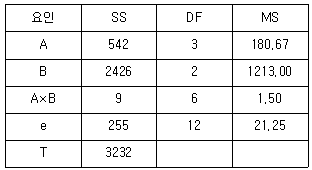 요인 SS DF MS
A 542 3 180.67
B 2426 2 1213.00
A×B 9 6 1.50
e 255 12 21.25
T 3232